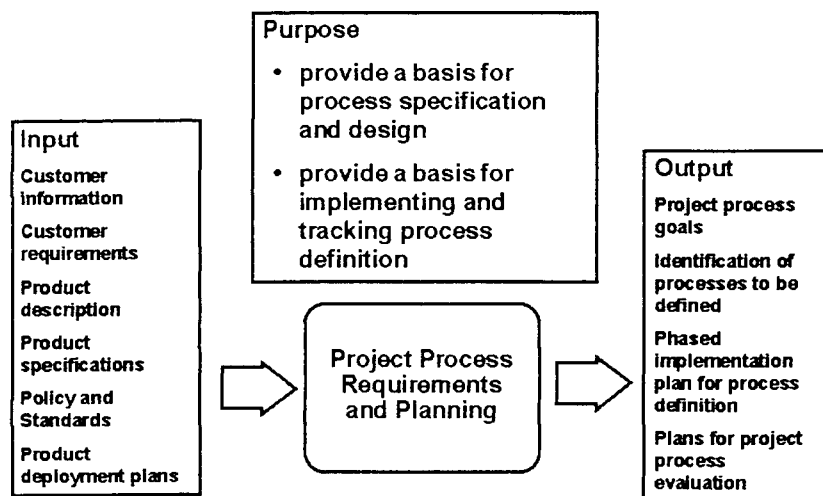 Purpose
• provide a basis for
process specification
and design
• provide a basis for
implementing and
tracking process
definition
Input
Customer
information
Customer
requirements
Product
description
Product
specifications
Policy and
Standards
Product
deployment plans
Project Process
Requirements
and Planning
Output
Project process
goals
Identification of
processes to be
defined
Phased
implementation
plan for process
definition
Plans for project
process
evaluation